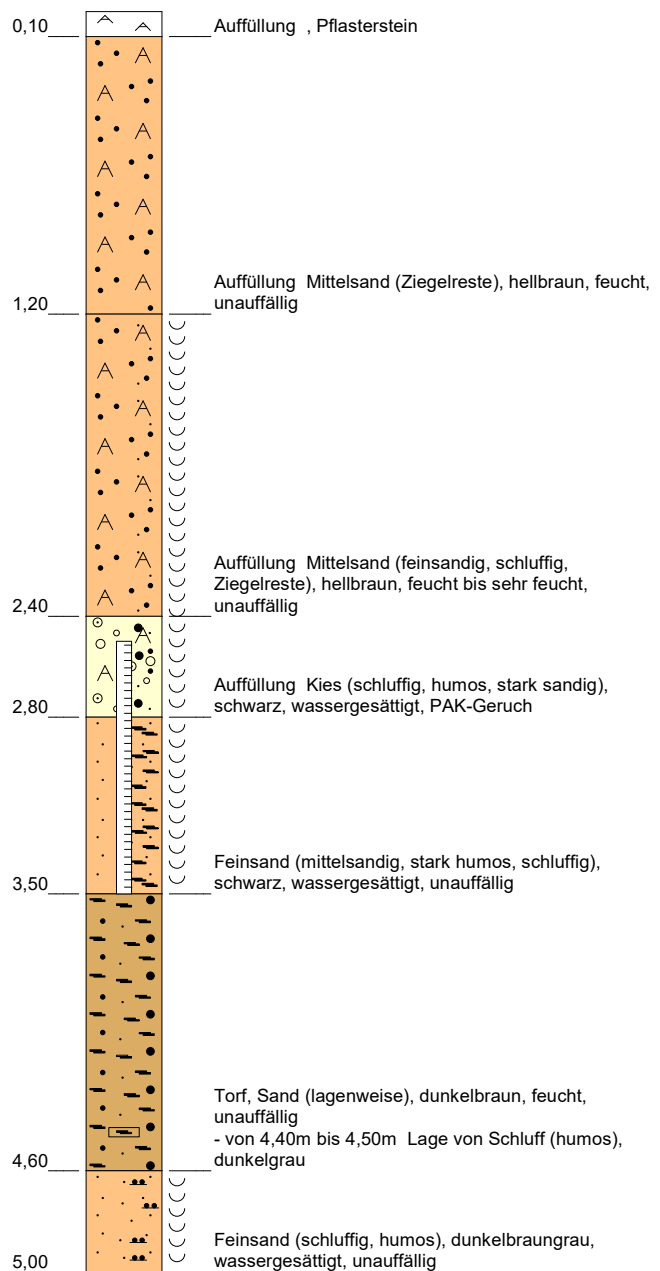 0,10
Auffüllung , Pflasterstein
Auffüllung Mittelsand (Ziegelreste), hellbraun, feucht,
1,20
unauffällig
Auffüllung Mittelsand (feinsandig, schluffig,
Ziegelreste), hellbraun, feucht bis sehr feucht,
2,40
unauffällig
Auffüllung Kies (schluffig, humos, stark sandig),
2,80
schwarz, wassergesättigt, PAK-Geruch
Feinsand (mittelsandig, stark humos, schluffig),
3,50
schwarz, wassergesättigt, unauffällig
Torf, Sand (lagenweise), dunkelbraun, feucht,
unauffällig
- von 4,40m bis 4,50m Lage von Schluff (humos),
4,60
dunkelgrau
Feinsand (schluffig, humos), dunkelbraungrau,
5,00
wassergesättigt, unauffällig